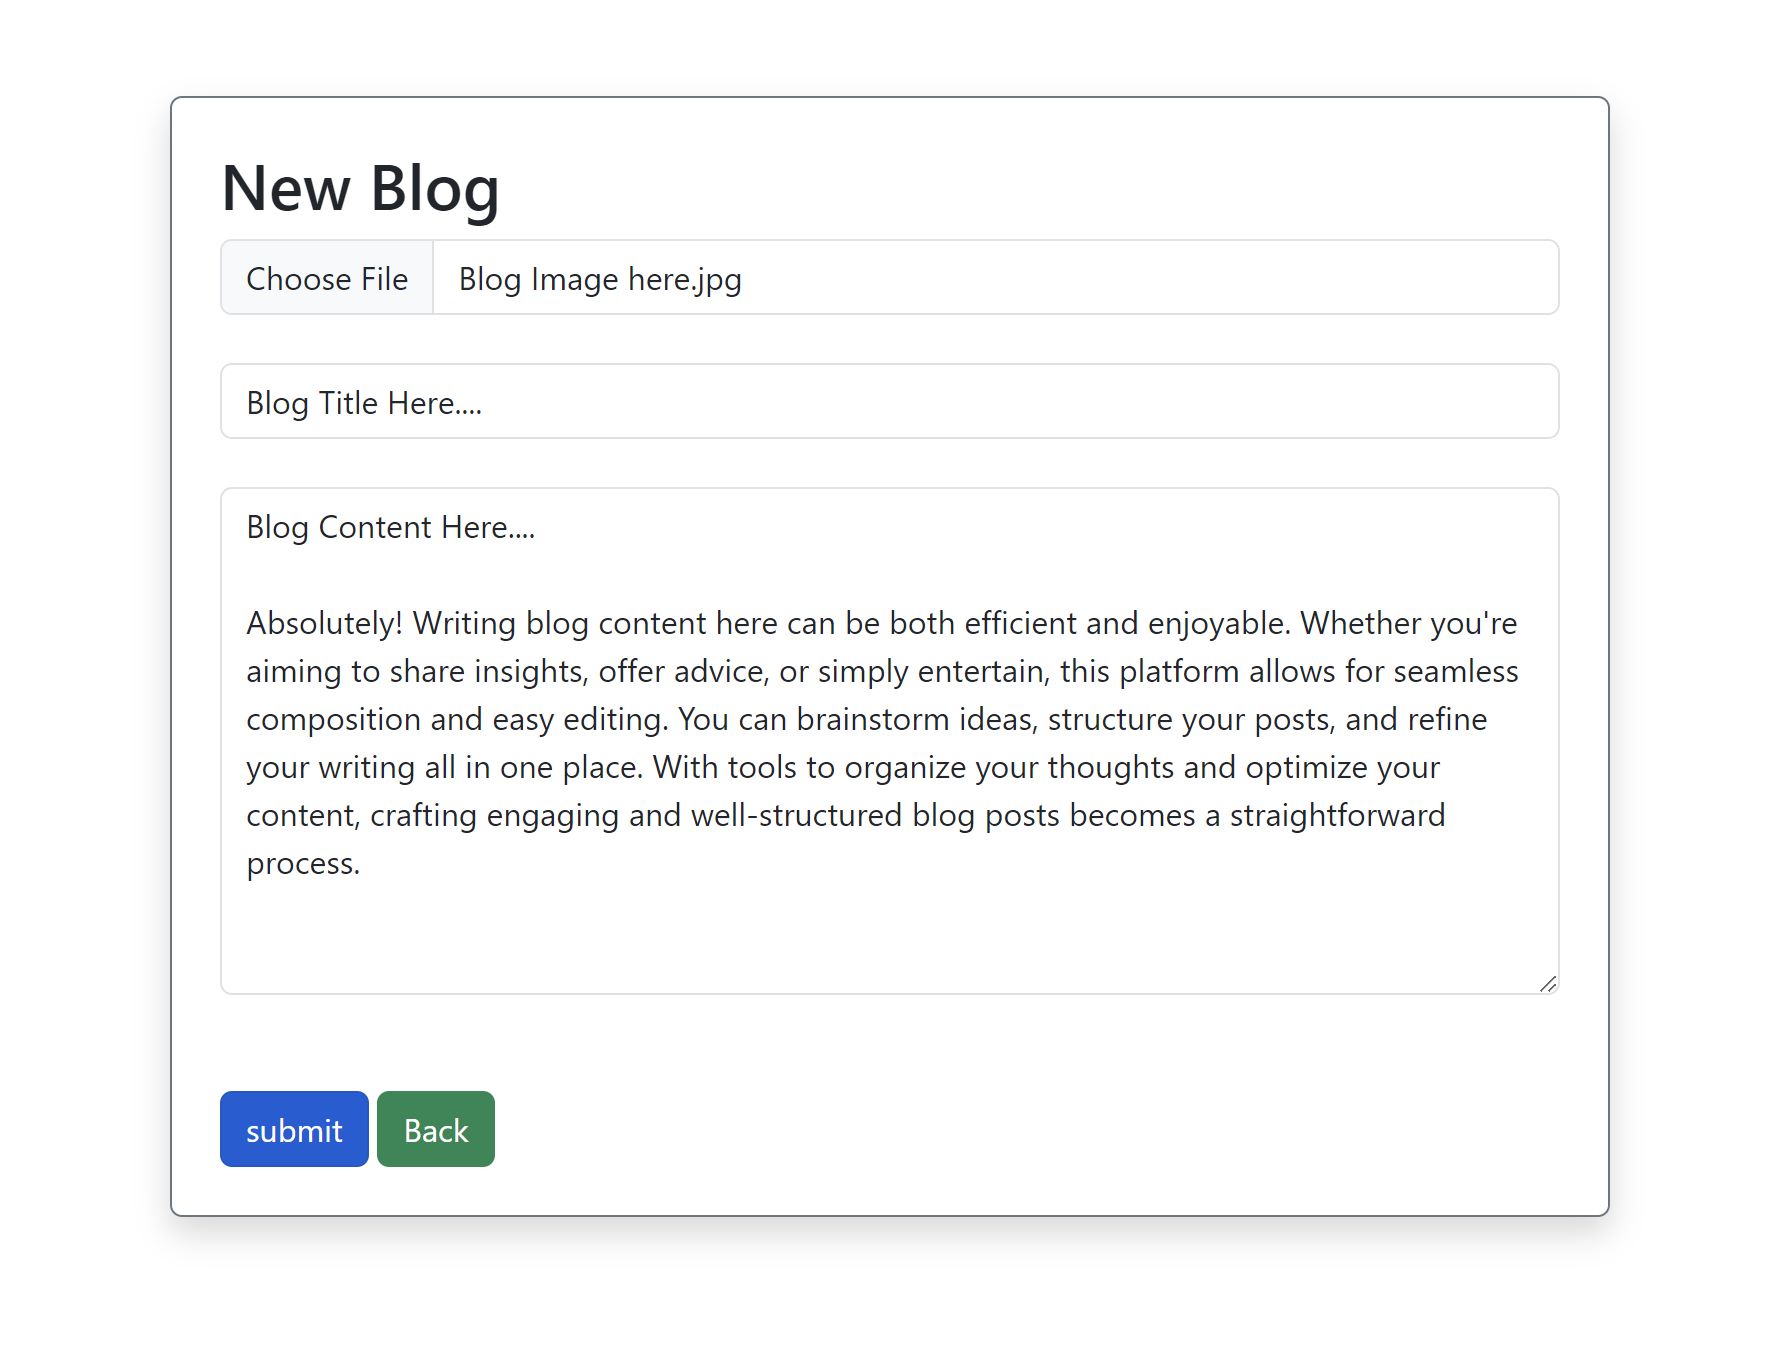 New Blog
Choose File Blog Image here.jpg
Blog Title Here....
Blog Content Here....
Absolutely! Writing blog content here can be both efficient and enjoyable. Whether you're
aiming to share insights, offer advice, or simply entertain, this platform allows for seamless
composition and easy editing. You can brainstorm ideas, structure your posts, and refine
your writing all in one place. With tools to organize your thoughts and optimize your
content, crafting engaging and well-structured blog posts becomes a straightforward
process.
submit Back